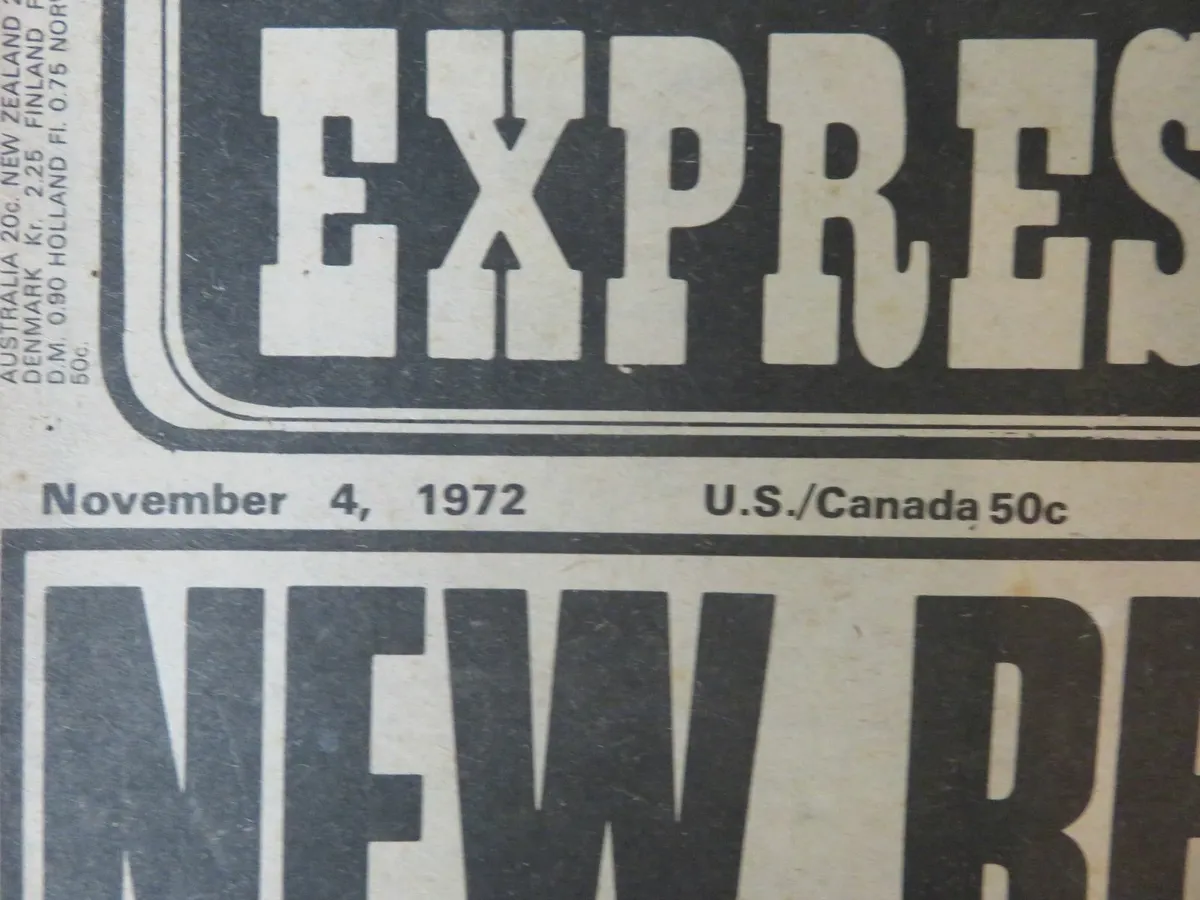 AUSTRALIA 20c. NEW ZEALAND
DENMARK Kr. 2.25 FINLAND
D.M. 0.90 HOLLAND Fl. 0.75
50c.
EXPRES
November 4, 1972 U.S./Canada 50c
NEW